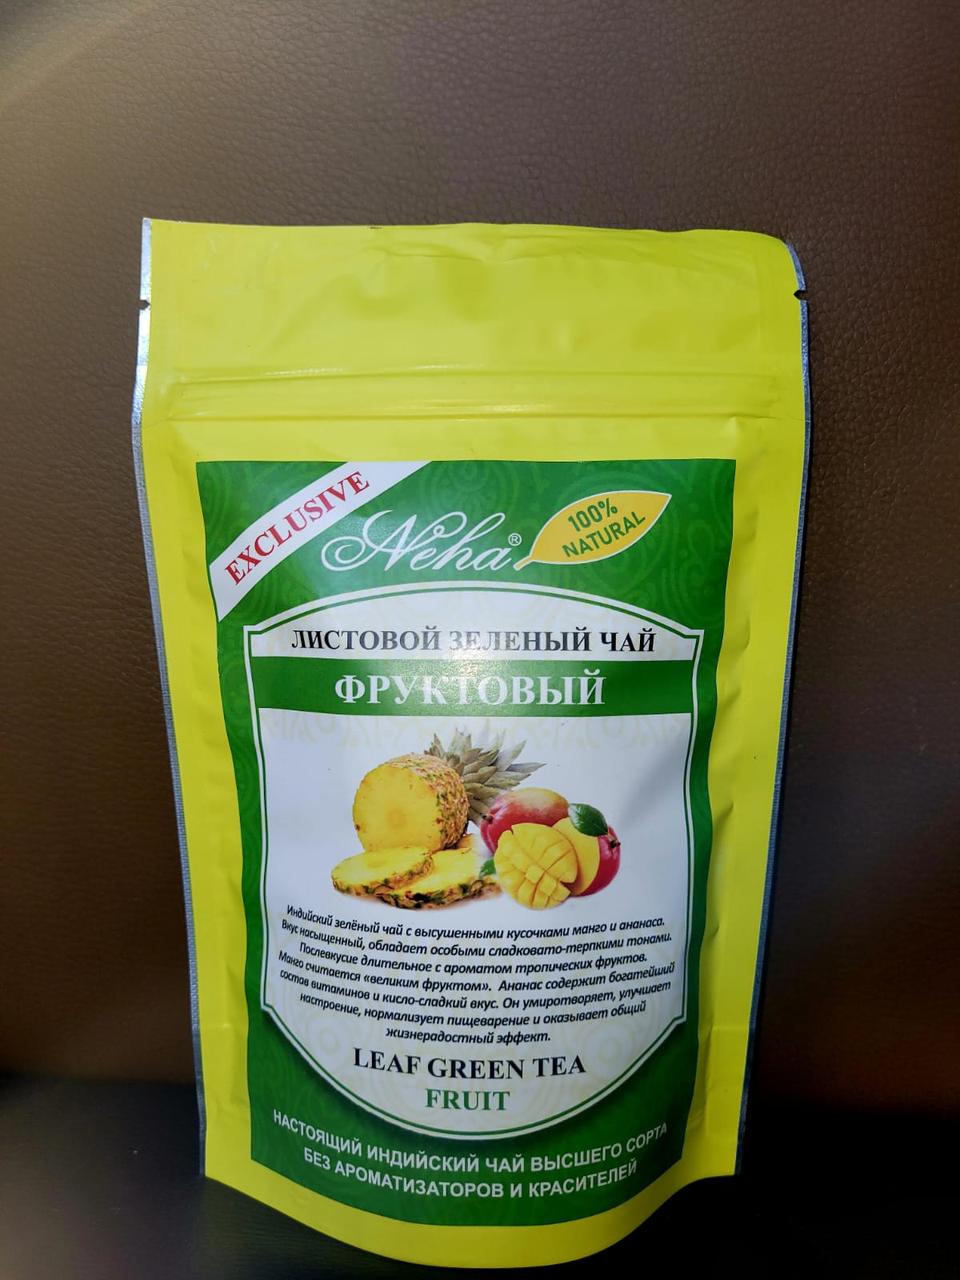 EXCLUSIVE
Neha®
100%
NATURAL
ЛИСТОВОЙ ЗЕЛЕНЫЙ ЧАЙ
ФРУКТОВЫЙ
Индийский зелёный чай с высушенными кусочками манго и ананаса.
Вкус насыщенный, обладает особыми сладковато-терпкими тонами.
Послевкусие длительное с ароматом тропических фруктов.
Манго считается «великим фруктом». Ананас содержит богатейший
состав витаминов и кисло-сладкий вкус. Он умиротворяет, улучшает
настроение, нормализует пищеварение и оказывает общий
жизнерадостный эффект.
LEAF GREEN TEA
FRUIT
НАСТОЯЩИЙ ИНДИЙСКИЙ ЧАЙ ВЫСШЕГО СОРТА
БЕЗ АРОМАТИЗАТОРОВ И КРАСИТЕЛЕЙ